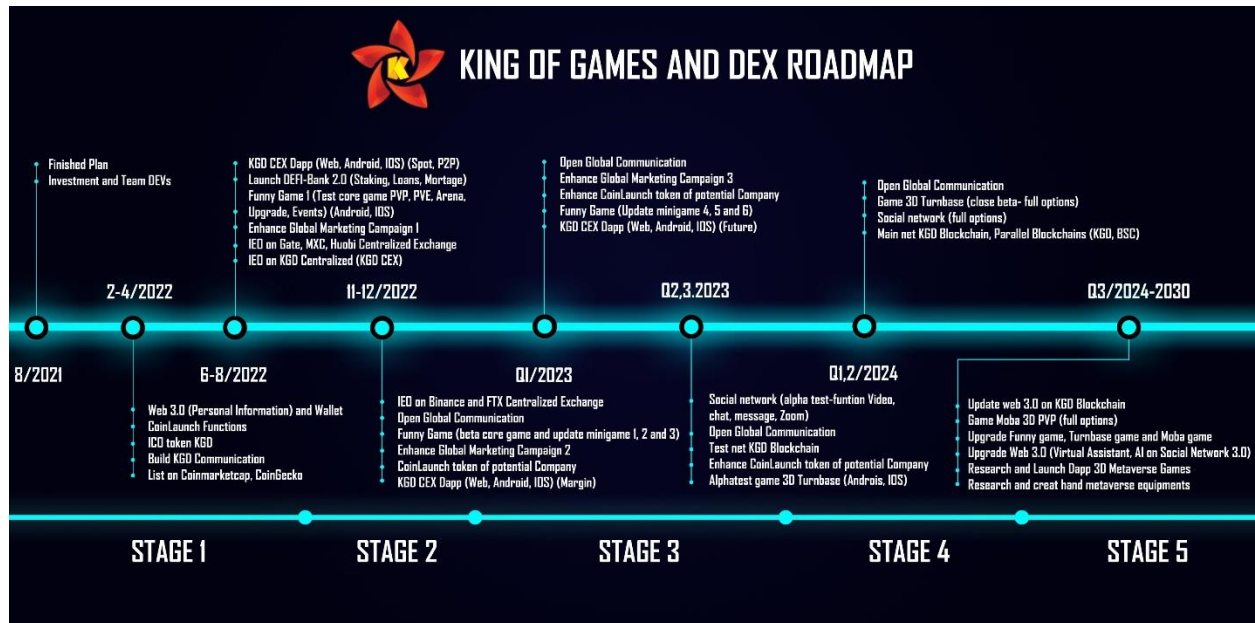 K
KING OF GAMES AND DEX ROADMAP
Finished Plan
Investment and Team DEVs
8/2021
2-4/2022
Web 3.0 (Personal Information) and Wallet
CoinLaunch Functions
ICO token KGD
Build KGD Communication
List on Coinmarketcap, CoinGecko
KGD CEX Dapp (Web, Android, IOS) (Spot, P2P)
Launch DEFI-Bank 2.0 (Staking, Loans, Mortage)
Funny Game 1 (Test core game PVP, PVE, Arena,
Upgrade, Events) (Android, IOS)
Enhance Global Marketing Campaign 1
IEO on Gate, MXC, Huobi Centralized Exchange
IEO on KGD Centralized (KGD CEX)
6-8/2022
11-12/2022
IEO on Binance and FTX Centralized Exchange
Open Global Communication
Funny Game (beta core game and update minigame 1, 2 and 3)
Enhance Global Marketing Campaign 2
CoinLaunch token of potential Company
KGD CEX Dapp (Web, Android, IOS) (Margin)
Open Global Communication
Enhance Global Marketing Campaign 3
Enhance CoinLaunch token of potential Company
Funny Game (Update minigame 4, 5 and 6)
KGD CEX Dapp (Web, Android, IOS) (Future)
Q1/2023
Q2,3.2023
Social network (alpha test-funtion Video,
chat, message, Zoom)
Open Global Communication
Test net KGD Blockchain
Enhance CoinLaunch token of potential Company
Alphatest game 3D Turnbase (Androis, IOS)
Open Global Communication
Game 3D Turnbase (close beta- full options)
Social network (full options)
Main net KGD Blockchain, Parallel Blockchains (KGD, BSC)
Q1,2/2024
Q3/2024-2030
Update web 3.0 on KGD Blockchain
Game Moba 3D PVP (full options)
Upgrade Funny game, Turnbase game and Moba game
Upgrade Web 3.0 (Virtual Assistant, AI on Social Network 3.0)
Research and Launch Dapp 3D Metaverse Games
Research and creat hand metaverse equipments
STAGE 1
STAGE 2
STAGE 3
STAGE 4
STAGE 5